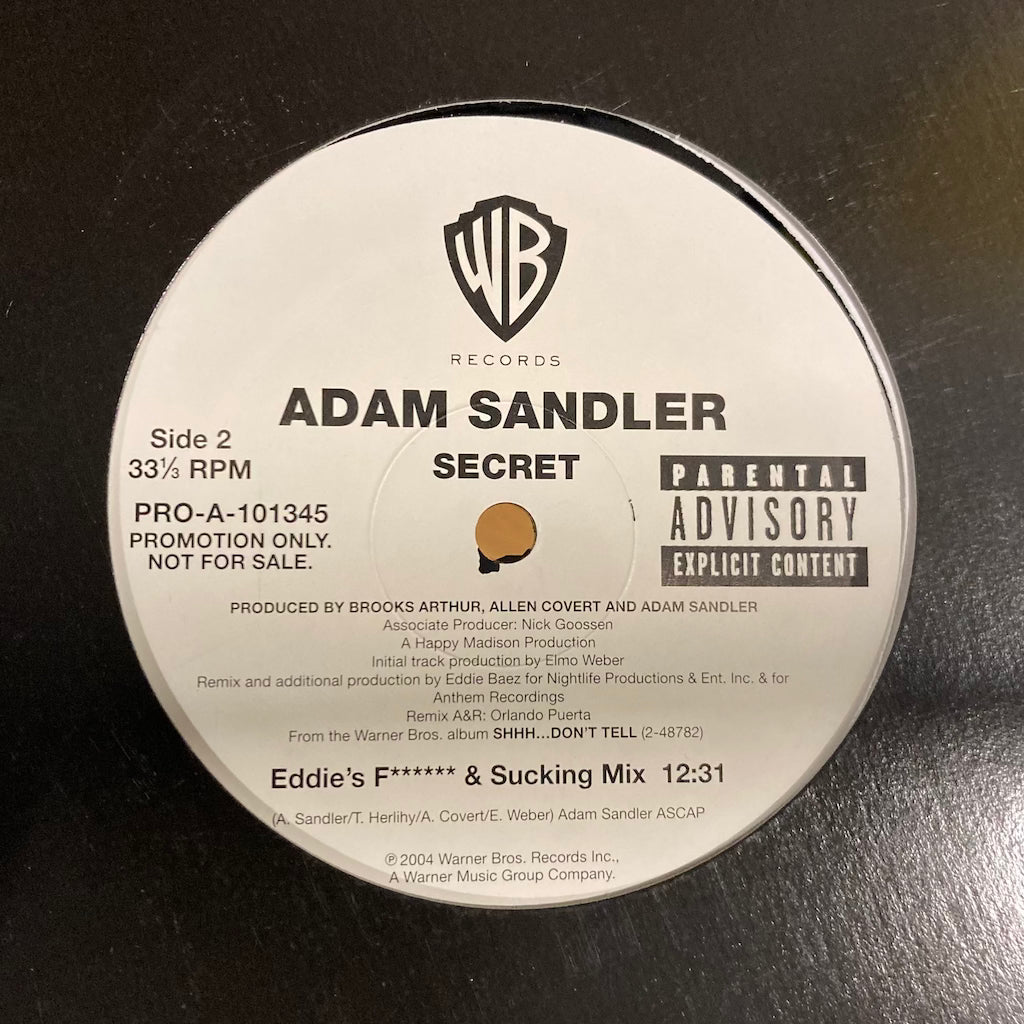 WB
RECORDS
ADAM SANDLER
SECRET
Side 2
33⅓ RPM
PRO-A-101345
PROMOTION ONLY.
NOT FOR SALE.
PARENTAL
ADVISORY
EXPLICIT CONTENT
PRODUCED BY BROOKS ARTHUR, ALLEN COVERT AND ADAM SANDLER
Associate Producer: Nick Goossen
A Happy Madison Production
Initial track production by Elmo Weber
Remix and additional production by Eddie Baez for Nightlife Productions & Ent. Inc. & for
Anthem Recordings
Remix A&R: Orlando Puerta
From the Warner Bros. album SHHH...DON'T TELL (2-48782)
Eddie's F****** & Sucking Mix 12:31
(A. Sandler/T. Herlihy/A. Covert/E. Weber) Adam Sandler ASCAP
℗ 2004 Warner Bros. Records Inc.,
A Warner Music Group Company.